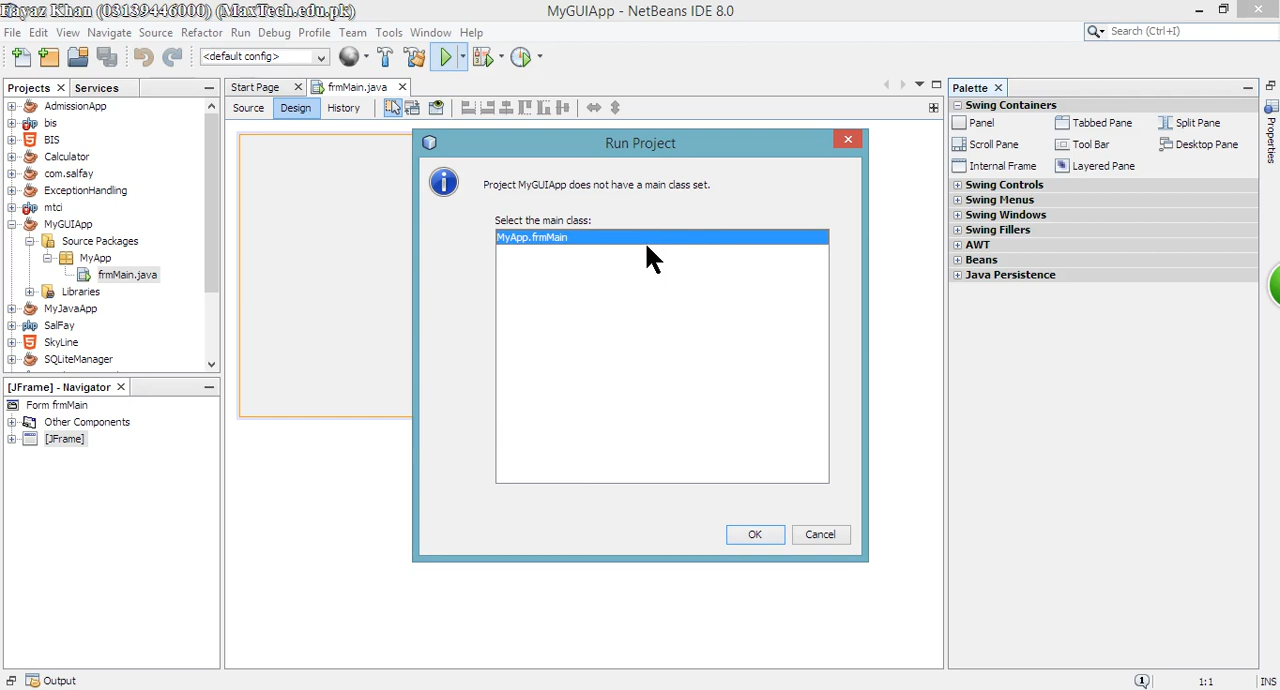 Fayaz Khan (03139446000) (MaxTech.edu.pk)
MyGUIApp - NetBeans IDE 8.0
File Edit View Navigate Source Refactor Run Debug Profile Team Tools Window Help
Search (Ctrl+I)
<default config>
Projects Services
AdmissionApp
bis
BIS
Calculator
com.salfay
ExceptionHandling
mtci
MyGUIApp
Source Packages
MyApp
frmMain.java
Libraries
MyJavaApp
SalFay
SkyLine
SQLiteManager
[JFrame] - Navigator
Form frmMain
Other Components
[JFrame]
Output
Start Page frmMain.java
Source Design History
Run Project
Project MyGUIApp does not have a main class set.
Select the main class:
MyApp.frmMain
OK Cancel
Palette
Swing Containers
Panel Tabbed Pane Split Pane
Scroll Pane Tool Bar Desktop Pane
Internal Frame Layered Pane
Swing Controls
Swing Menus
Swing Windows
Swing Fillers
AWT
Beans
Java Persistence
Properties
1 1:1 INS